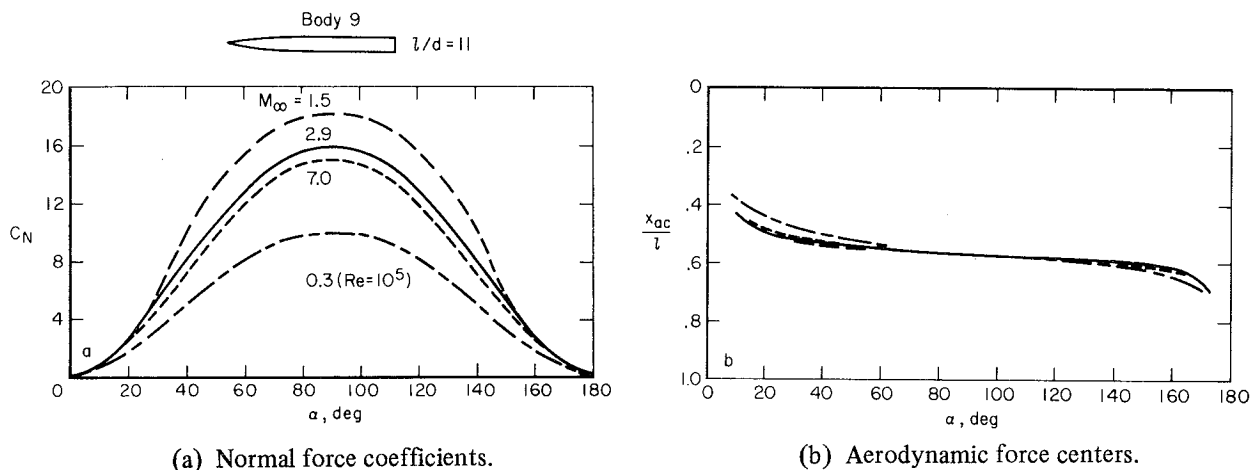 Body 9
l/d = 11
20
16
12
8
4
0
C_N
M∞ = 1.5
2.9
7.0
0.3 (Re=10⁵)
a
0 20 40 60 80 100 120 140 160 180
α, deg
(a) Normal force coefficients.
0
.2
.4
.6
.8
1.0
x_ac
l
b
0 20 40 60 80 100 120 140 160 180
α, deg
(b) Aerodynamic force centers.